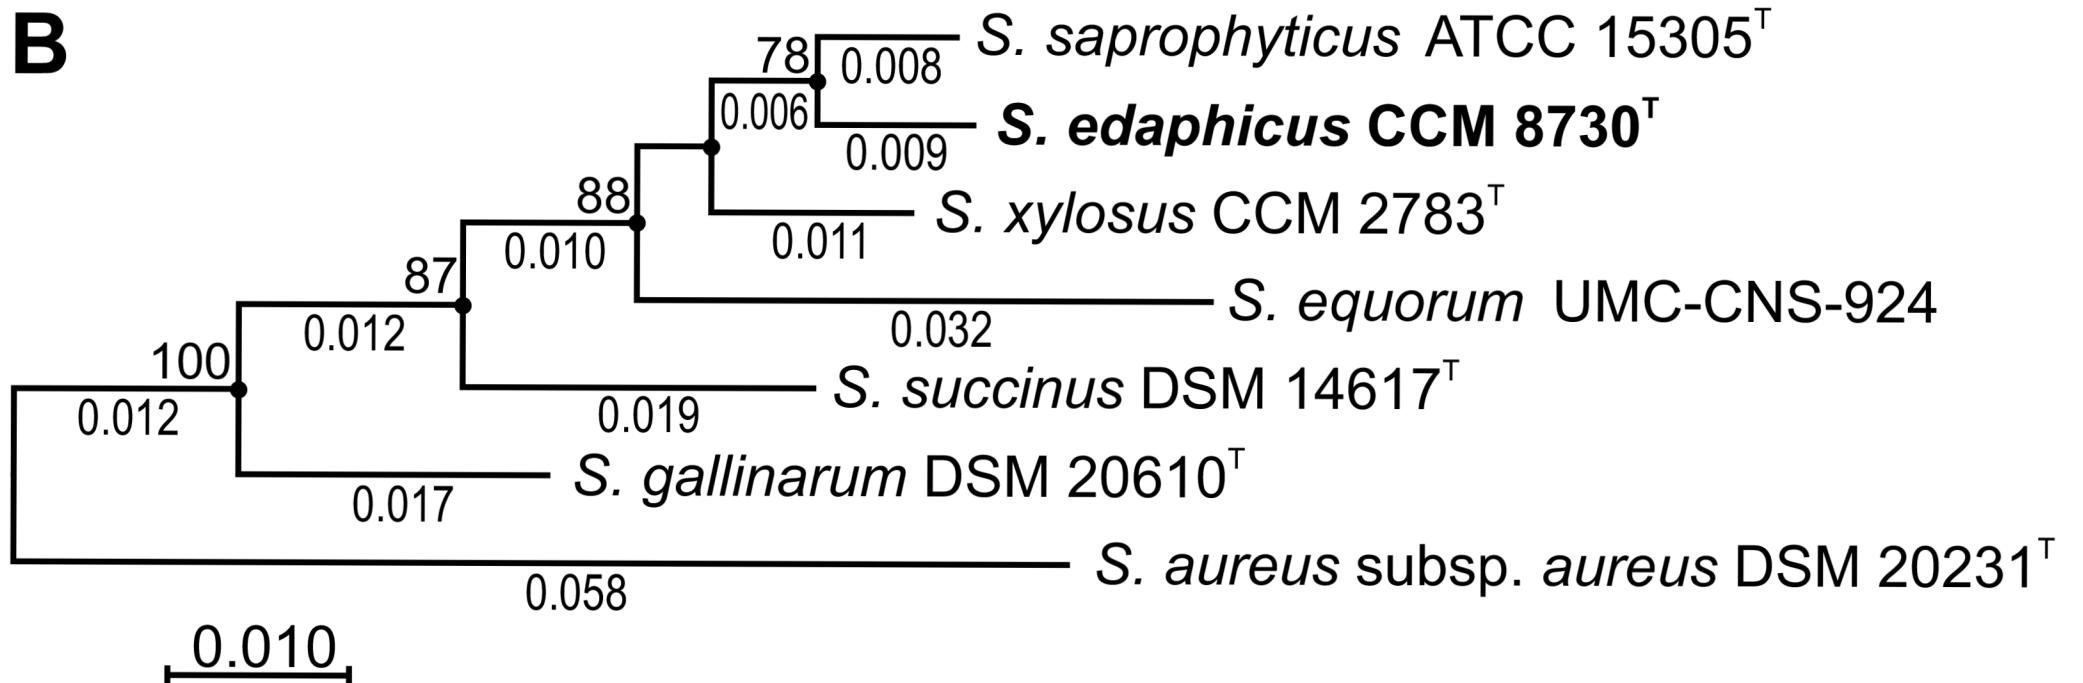 B
S. saprophyticus ATCC 15305ᵀ
78
0.008
0.006
S. edaphicus CCM 8730ᵀ
0.009
88
S. xylosus CCM 2783ᵀ
0.011
0.010
87
S. equorum UMC-CNS-924
0.032
0.012
100
S. succinus DSM 14617ᵀ
0.019
0.012
S. gallinarum DSM 20610ᵀ
0.017
S. aureus subsp. aureus DSM 20231ᵀ
0.058
0.010